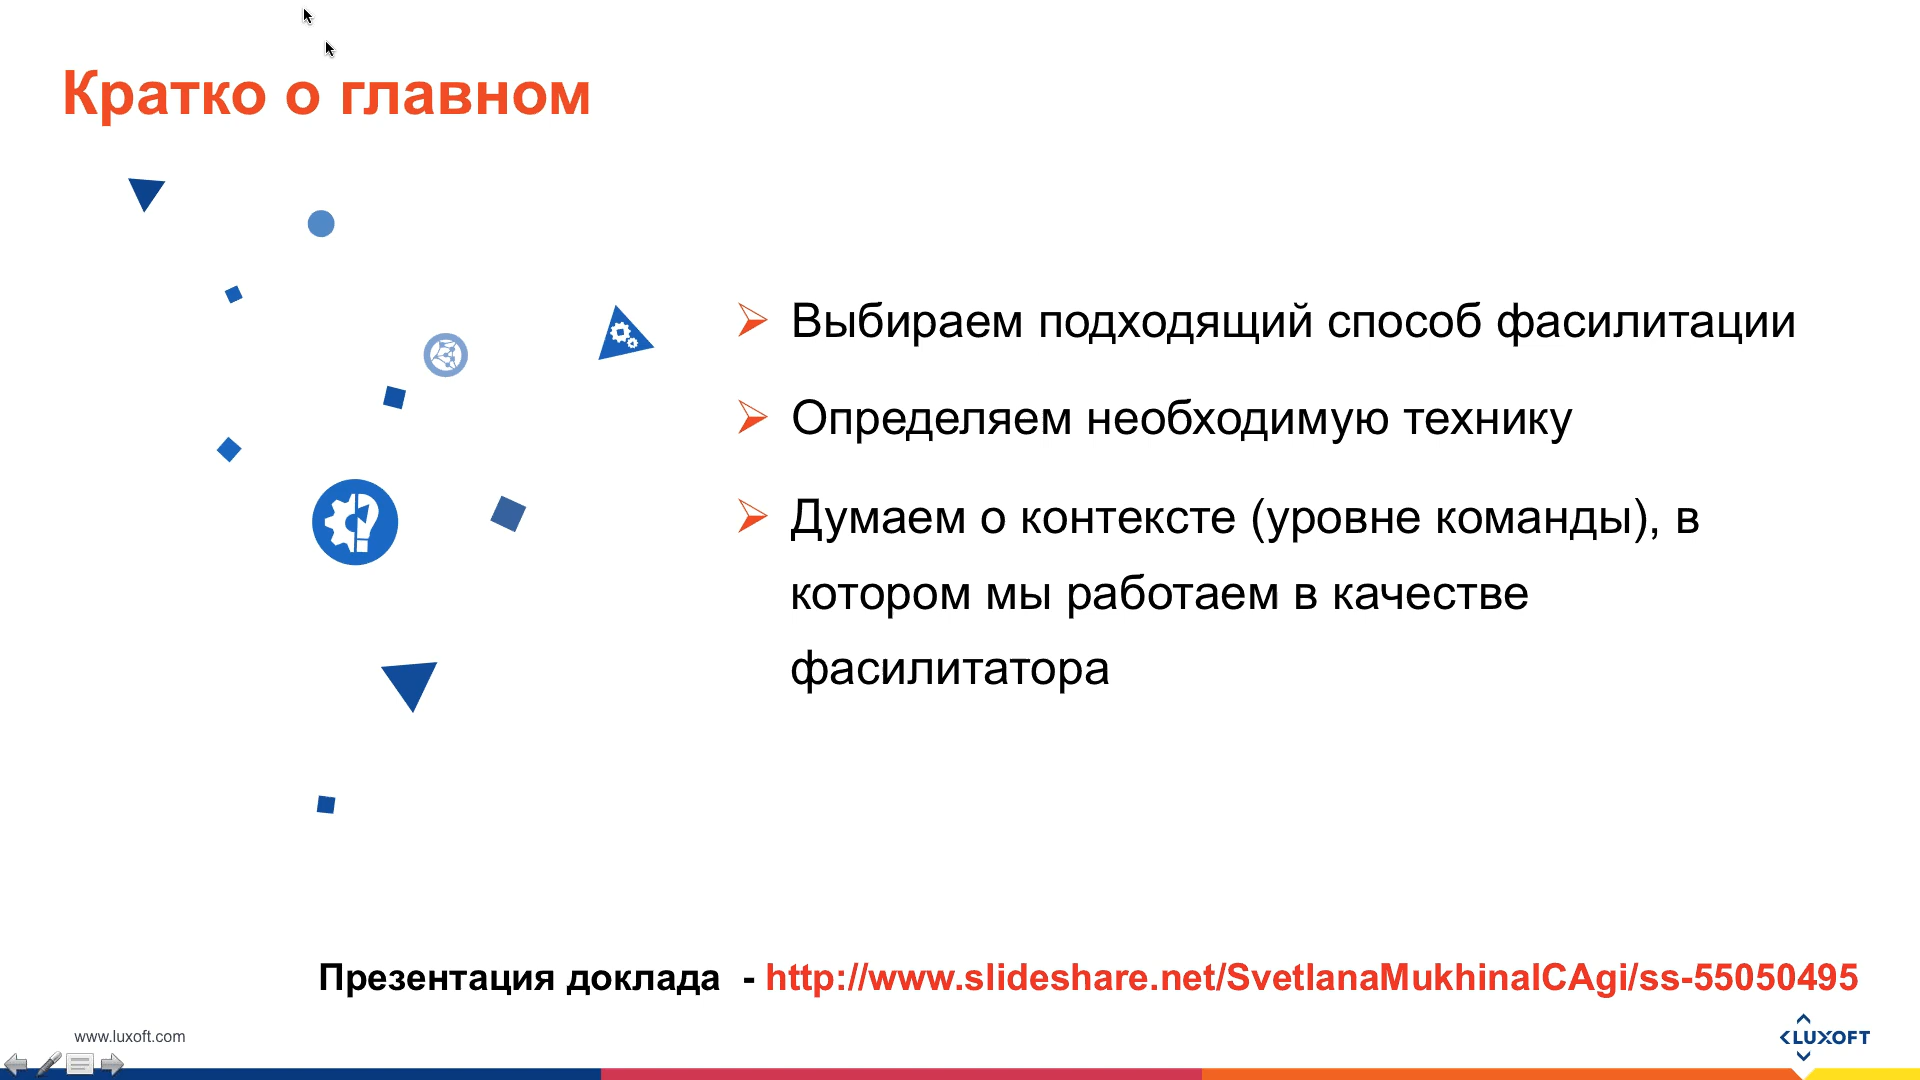 Кратко о главном
Выбираем подходящий способ фасилитации
Определяем необходимую технику
Думаем о контексте (уровне команды), в
котором мы работаем в качестве
фасилитатора
Презентация доклада - http://www.slideshare.net/SvetlanaMukhinaICAgi/ss-55050495
www.luxoft.com
LUXOFT